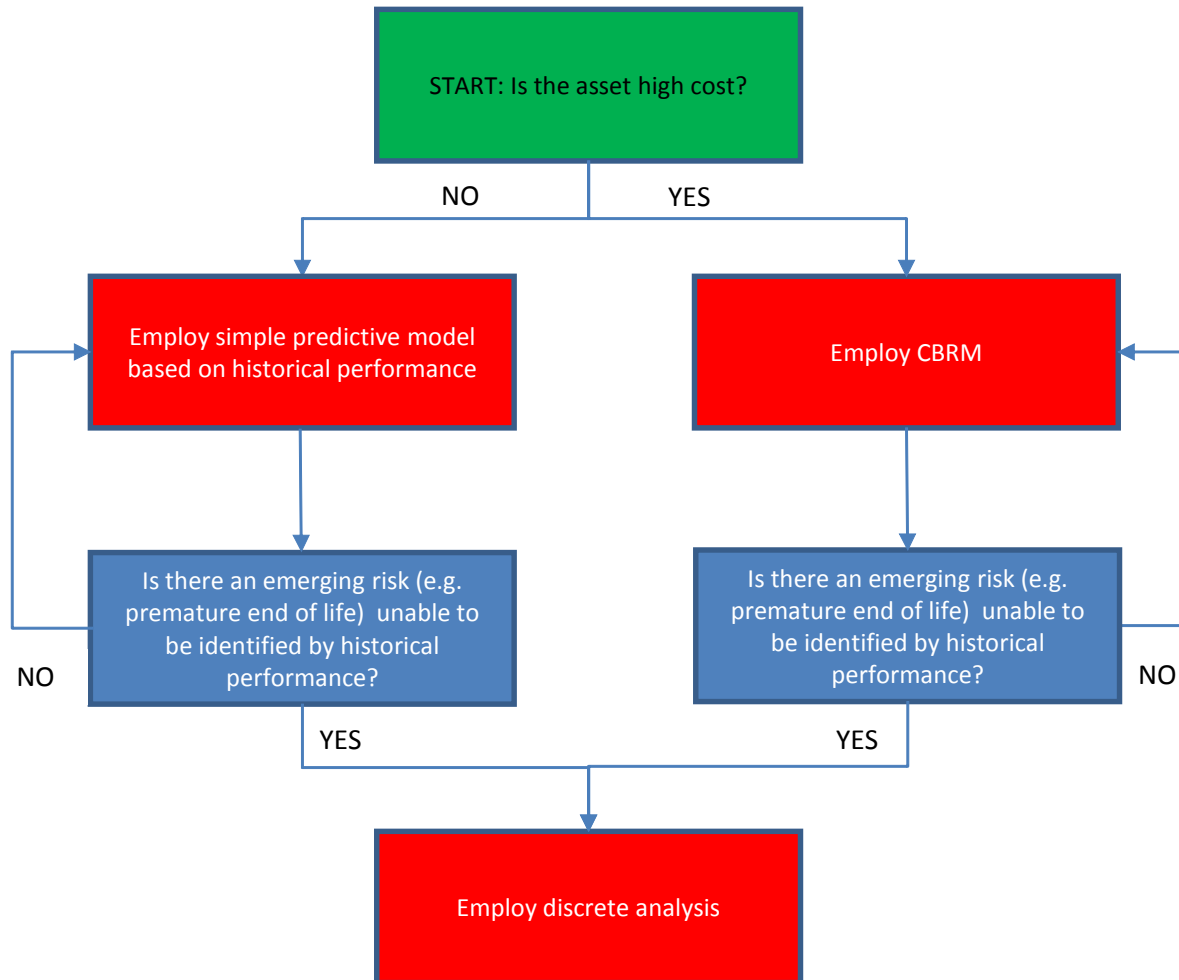 START: Is the asset high cost?
NO
YES
Employ simple predictive model
based on historical performance
Employ CBRM
Is there an emerging risk (e.g.
premature end of life)  unable to
be identified by historical
performance?
Is there an emerging risk (e.g.
premature end of life)  unable to
be identified by historical
performance?
NO
NO
YES
YES
Employ discrete analysis